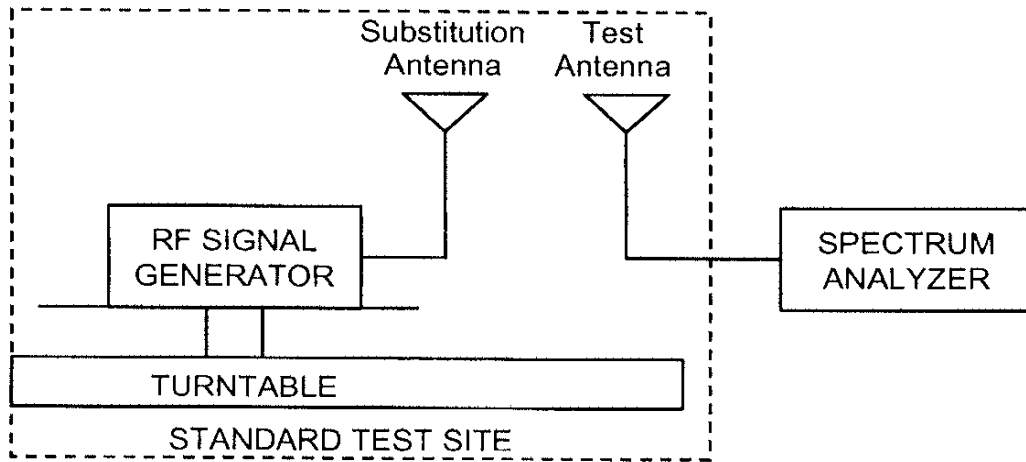 Substitution
Antenna
Test
Antenna
RF SIGNAL
GENERATOR
SPECTRUM
ANALYZER
TURNTABLE
STANDARD TEST SITE